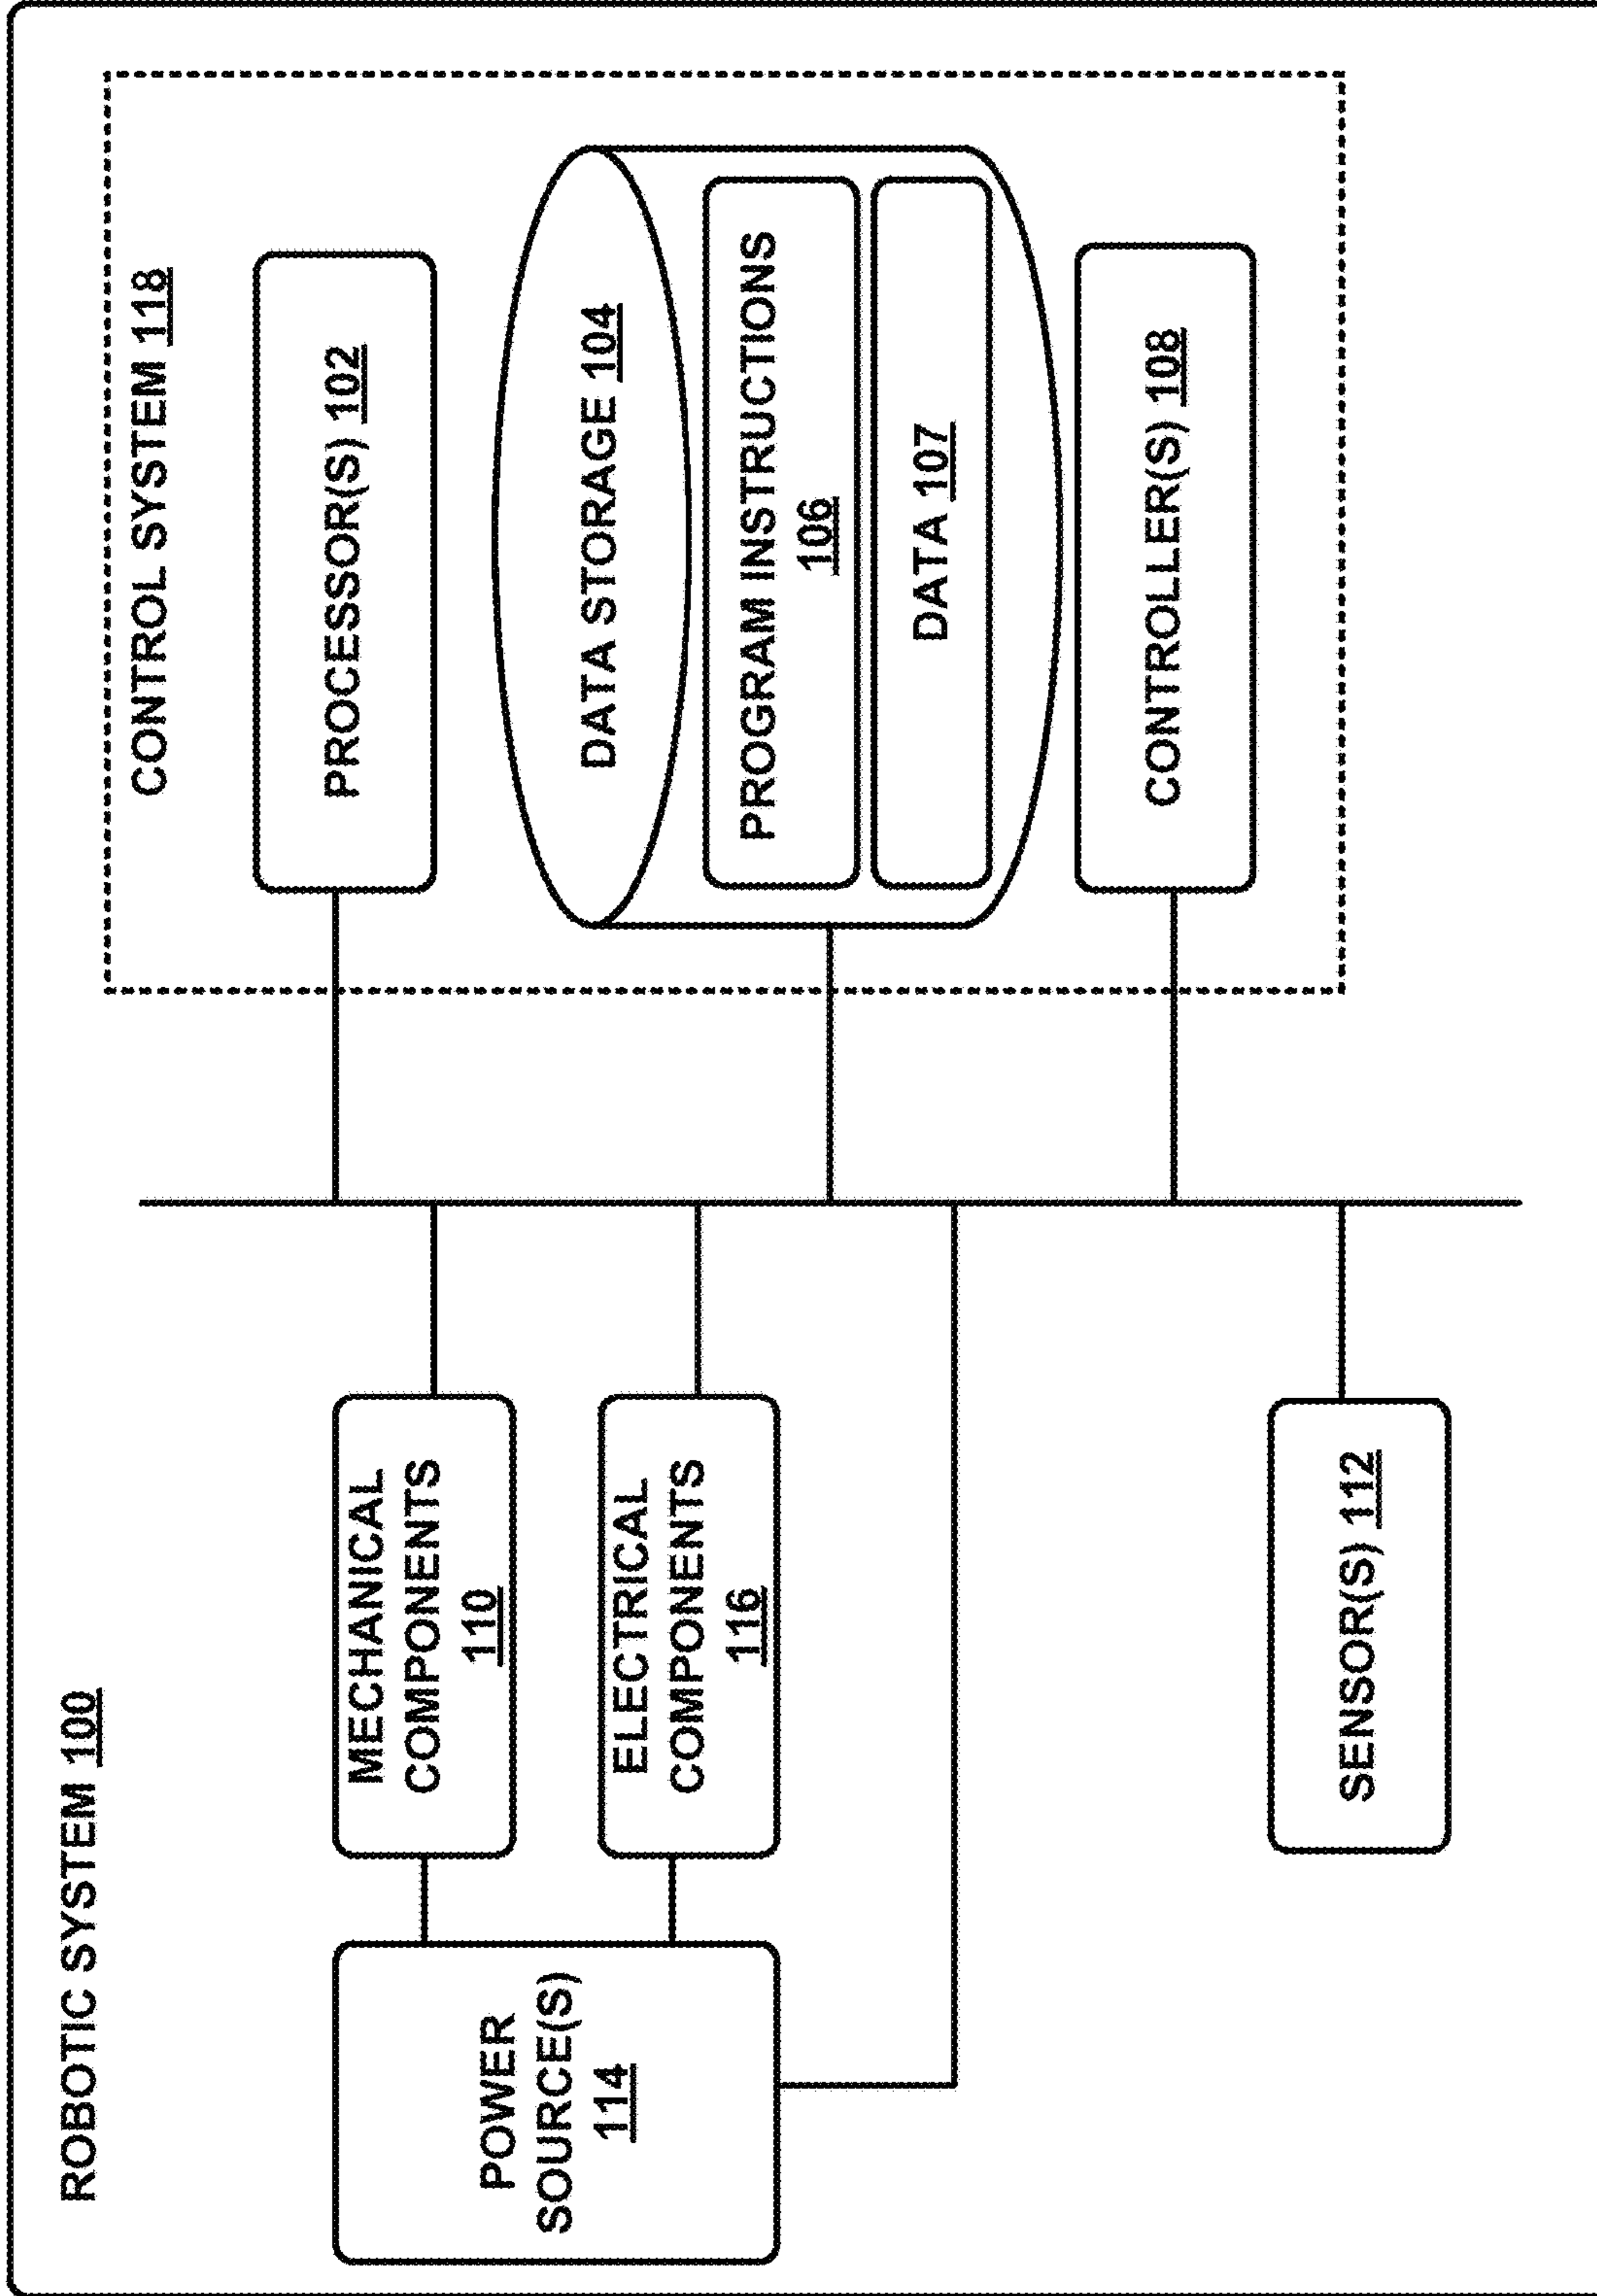 ROBOTIC SYSTEM 100
CONTROL SYSTEM 118
PROCESSOR(S) 102
DATA STORAGE 104
PROGRAM INSTRUCTIONS
106
DATA 107
CONTROLLER(S) 108
MECHANICAL
COMPONENTS
110
ELECTRICAL
COMPONENTS
116
POWER
SOURCE(S)
114
SENSOR(S) 112